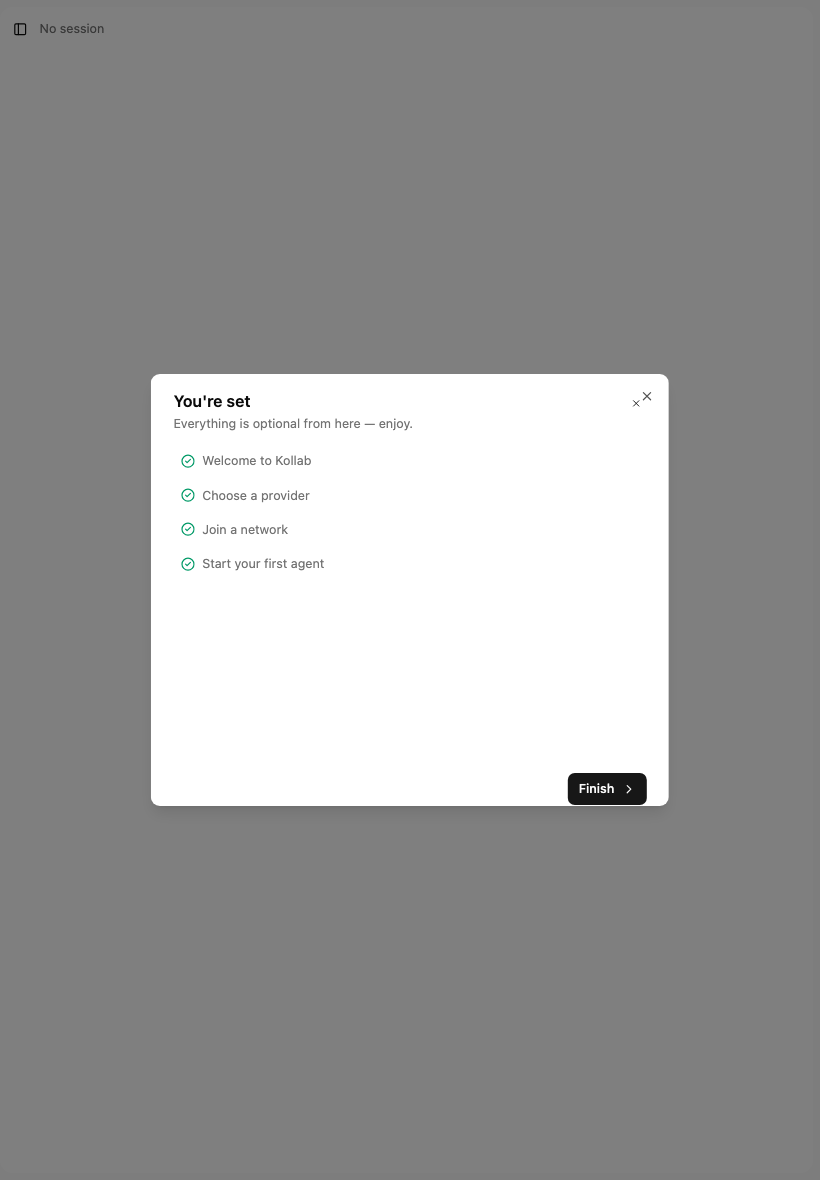 No session
You're set
Everything is optional from here — enjoy.
Welcome to Kollab
Choose a provider
Join a network
Start your first agent
Finish